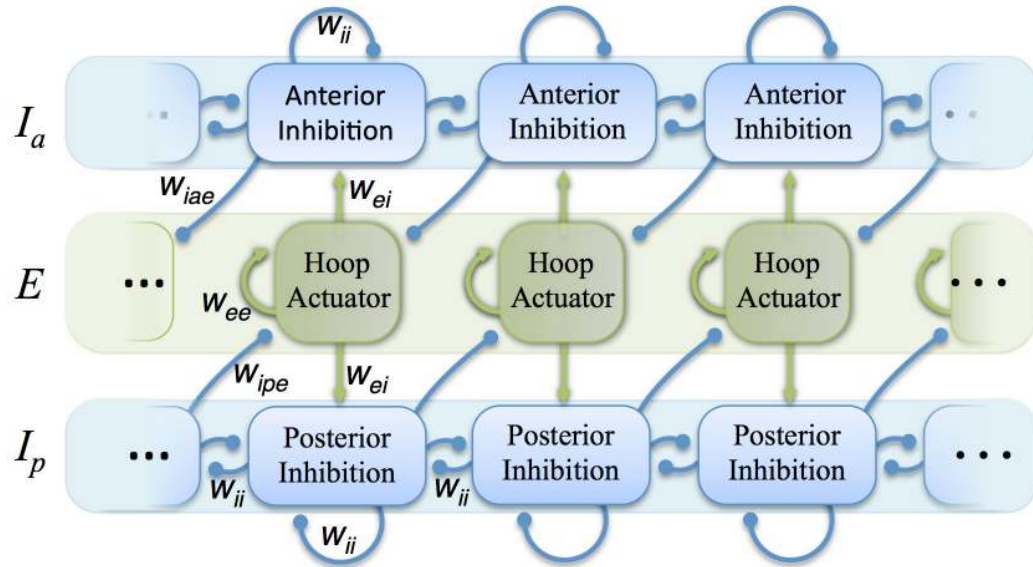 w_ii
I_a
..
Anterior
Inhibition
Anterior
Inhibition
Anterior
Inhibition
..
w_iae
w_ei
E
...
Hoop
Actuator
Hoop
Actuator
Hoop
Actuator
...
w_ee
w_ipe
w_ei
I_p
...
Posterior
Inhibition
Posterior
Inhibition
Posterior
Inhibition
...
w_ii
w_ii
w_ii